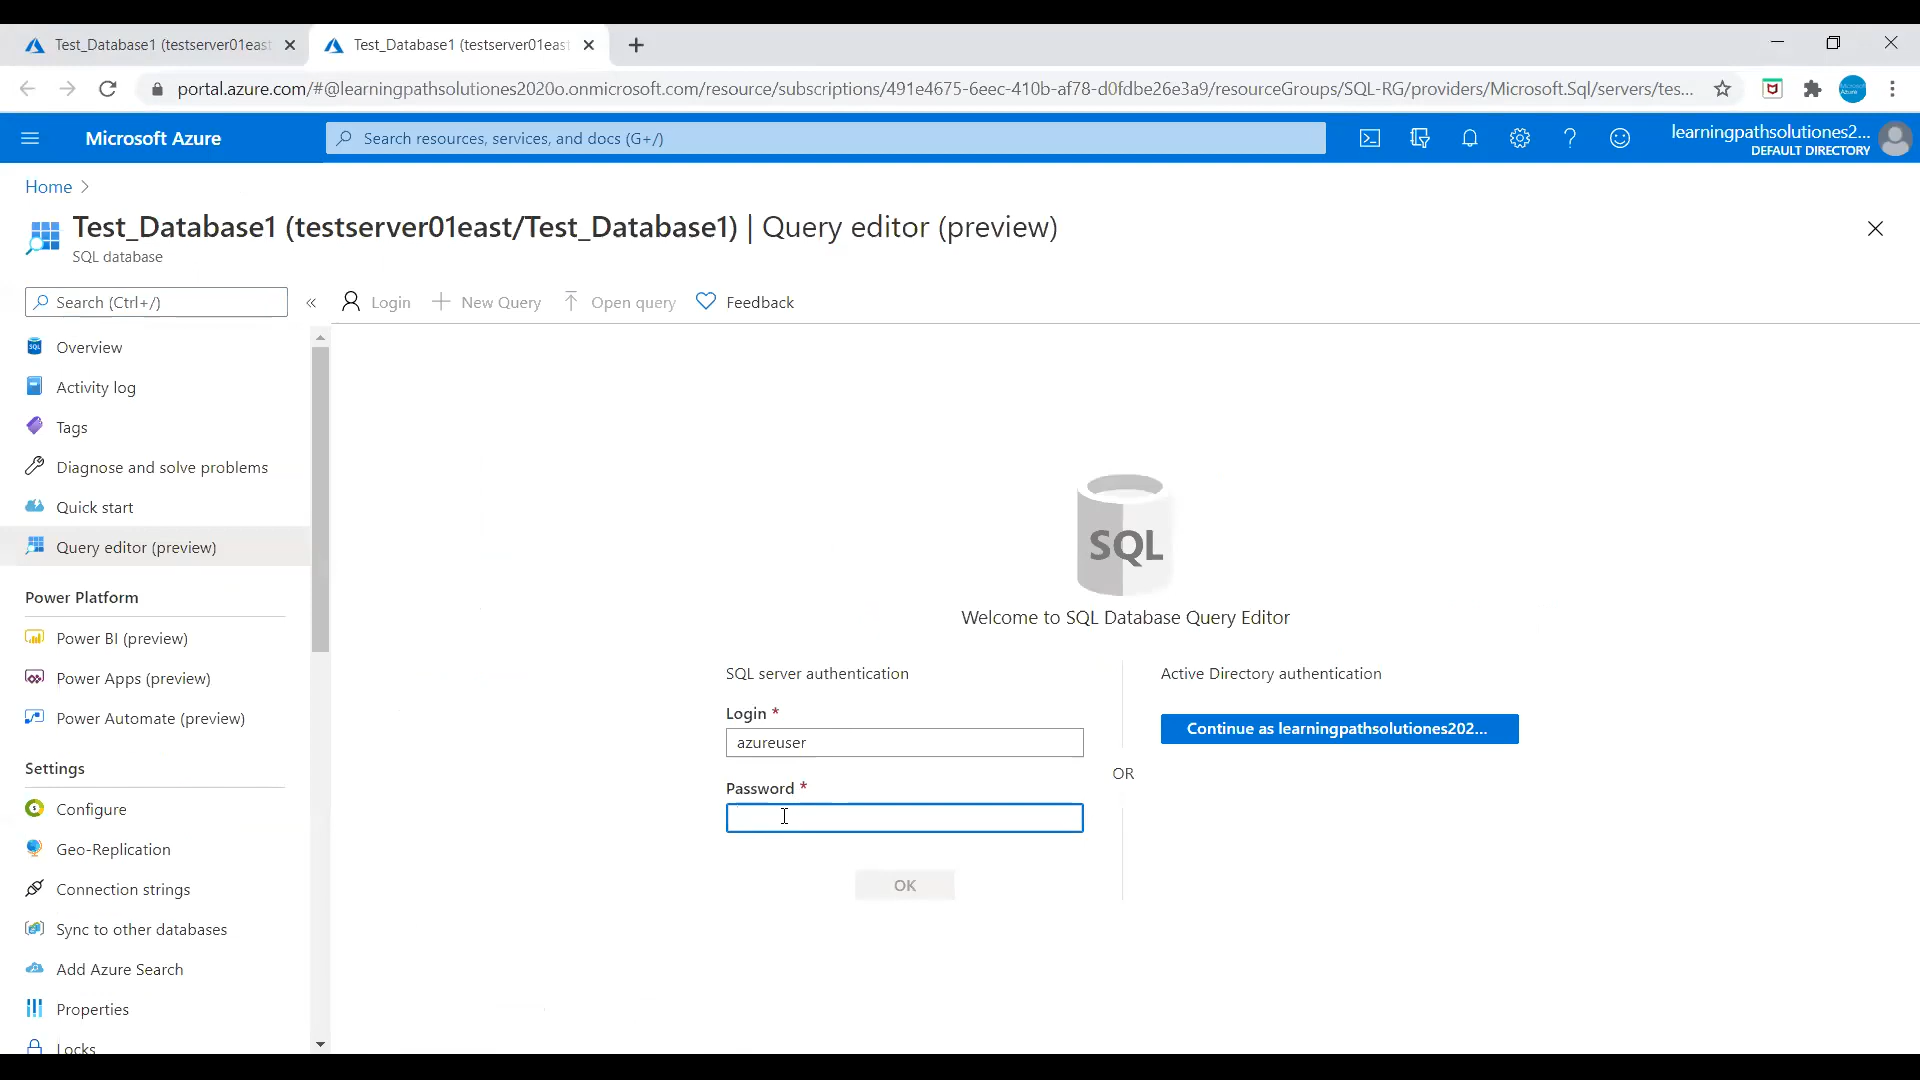 Test_Database1 (testserver01east
Test_Database1 (testserver01east
portal.azure.com/#@learningpathsolutiones2020o.onmicrosoft.com/resource/subscriptions/491e4675-6eec-410b-af78-d0fdbe26e3a9/resourceGroups/SQL-RG/providers/Microsoft.Sql/servers/tes...
Microsoft Azure
Search resources, services, and docs (G+/)
learningpathsolutiones2...
DEFAULT DIRECTORY
Home
Test_Database1 (testserver01east/Test_Database1) | Query editor (preview)
SQL database
Search (Ctrl+/)
«
Login
New Query
Open query
Feedback
Overview
Activity log
Tags
Diagnose and solve problems
Quick start
Query editor (preview)
Power Platform
Power BI (preview)
Power Apps (preview)
Power Automate (preview)
Settings
Configure
Geo-Replication
Connection strings
Sync to other databases
Add Azure Search
Properties
Locks
SQL
Welcome to SQL Database Query Editor
SQL server authentication
Login *
azureuser
Password *
OK
OR
Active Directory authentication
Continue as learningpathsolutiones202...